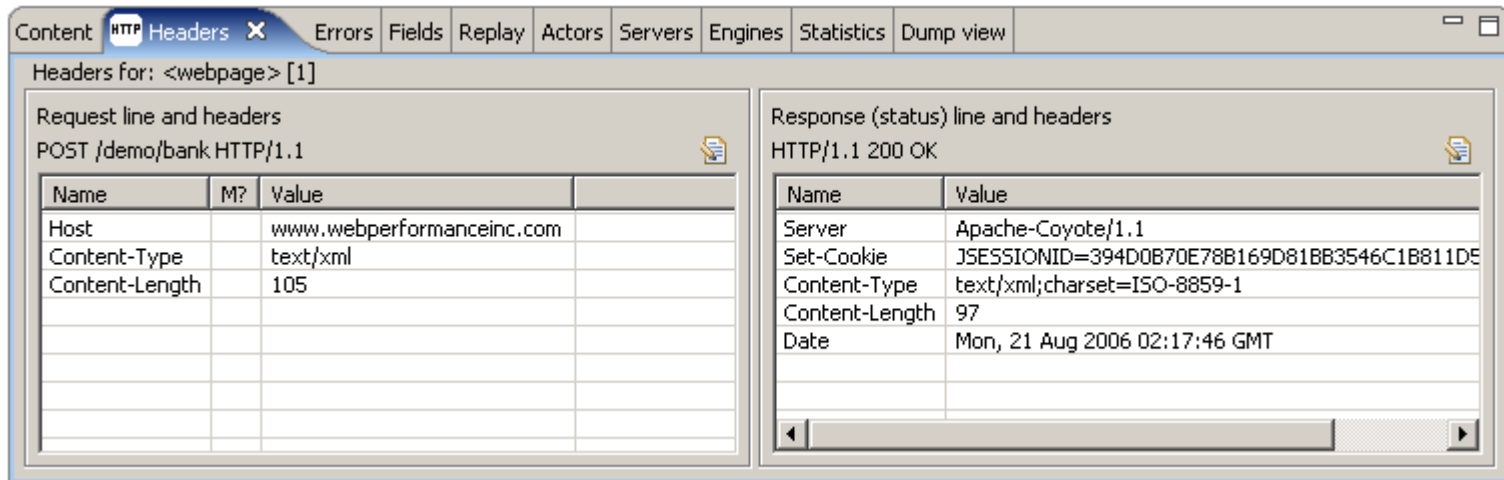 Content HTTP Headers Errors Fields Replay Actors Servers Engines Statistics Dump view
Headers for: <webpage> [1]
Request line and headers
POST /demo/bank HTTP/1.1
Name M? Value
Host www.webperformanceinc.com
Content-Type text/xml
Content-Length 105
Response (status) line and headers
HTTP/1.1 200 OK
Name Value
Server Apache-Coyote/1.1
Set-Cookie JSESSIONID=394D0B70E78B169D81BB3546C1B811D5
Content-Type text/xml;charset=ISO-8859-1
Content-Length 97
Date Mon, 21 Aug 2006 02:17:46 GMT